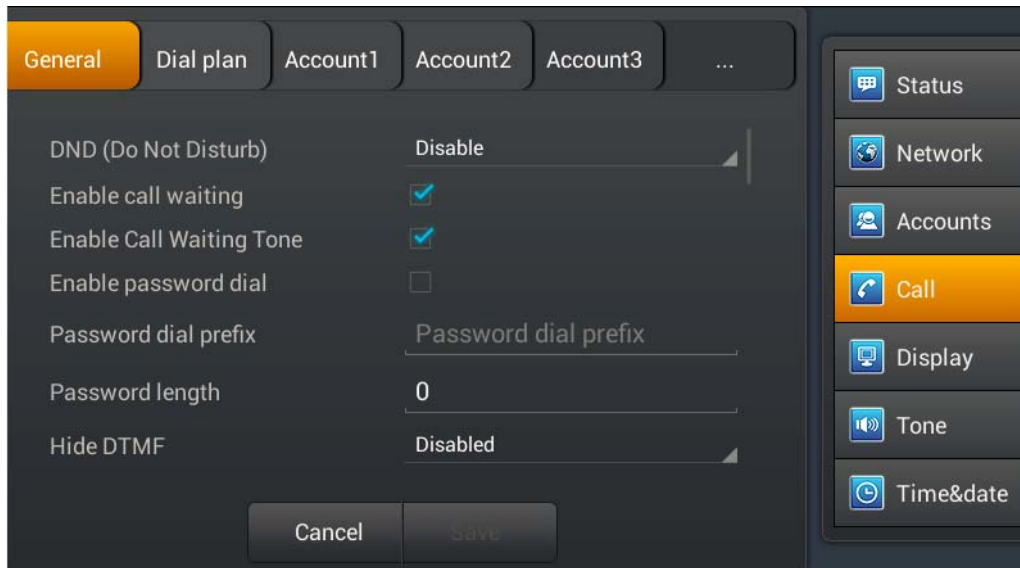 General Dial plan Account1 Account2 Account3 ...
DND (Do Not Disturb) Disable
Enable call waiting
Enable Call Waiting Tone
Enable password dial
Password dial prefix Password dial prefix
Password length 0
Hide DTMF Disabled
Cancel Save
Status
Network
Accounts
Call
Display
Tone
Time&date